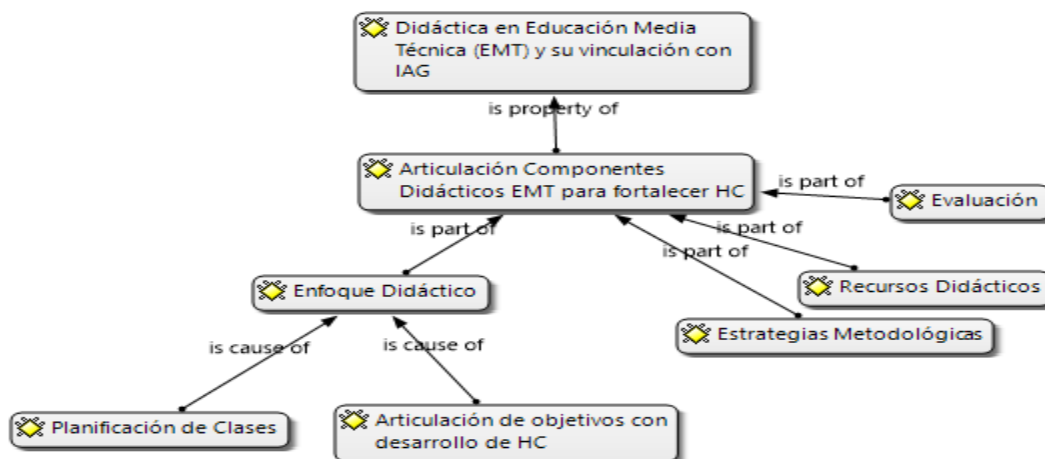 Didáctica en Educación Media
Técnica (EMT) y su vinculación con
IAG
is property of
Articulación Componentes
Didácticos EMT para fortalecer HC
is part of
Evaluación
is part of
is part of
is part of
Enfoque Didáctico
Recursos Didácticos
Estrategias Metodológicas
is cause of
is cause of
Planificación de Clases
Articulación de objetivos con
desarrollo de HC